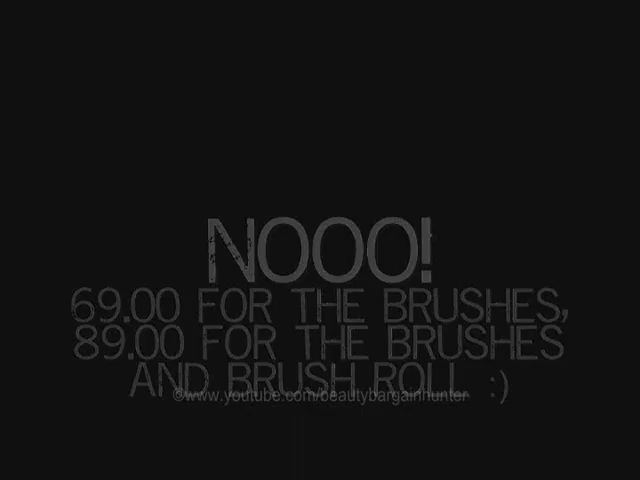 NOOO!
69.00 FOR THE BRUSHES,
89.00 FOR THE BRUSHES
AND BRUSH ROLL :)
©www.youtube.com/beautybargainhunter